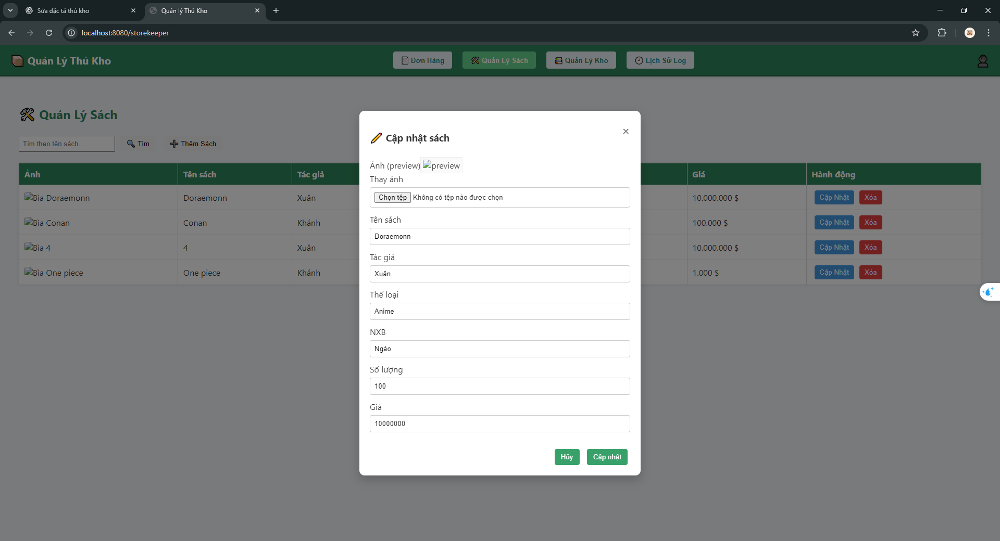 Sửa đặc tả thủ kho
Quản lý Thủ Kho
localhost:8080/storekeeper
Quản Lý Thủ Kho
Đơn Hàng
Quản Lý Sách
Quản Lý Kho
Lịch Sử Log
Quản Lý Sách
Tìm theo tên sách...
Tìm
Thêm Sách
Ảnh Tên sách Tác giả Giá Hành động
Bìa Doraemonn Doraemonn Xuân 10.000.000 $ Cập Nhật Xóa
Bìa Conan Conan Khánh 100.000 $ Cập Nhật Xóa
Bìa 4 4 Xuân 10.000.000 $ Cập Nhật Xóa
Bìa One piece One piece Khánh 1.000 $ Cập Nhật Xóa
Cập nhật sách
Ảnh (preview) preview
Thay ảnh
Chọn tệp Không có tệp nào được chọn
Tên sách
Doraemonn
Tác giả
Xuân
Thể loại
Anime
NXB
Ngáo
Số lượng
100
Giá
10000000
Hủy
Cập nhật